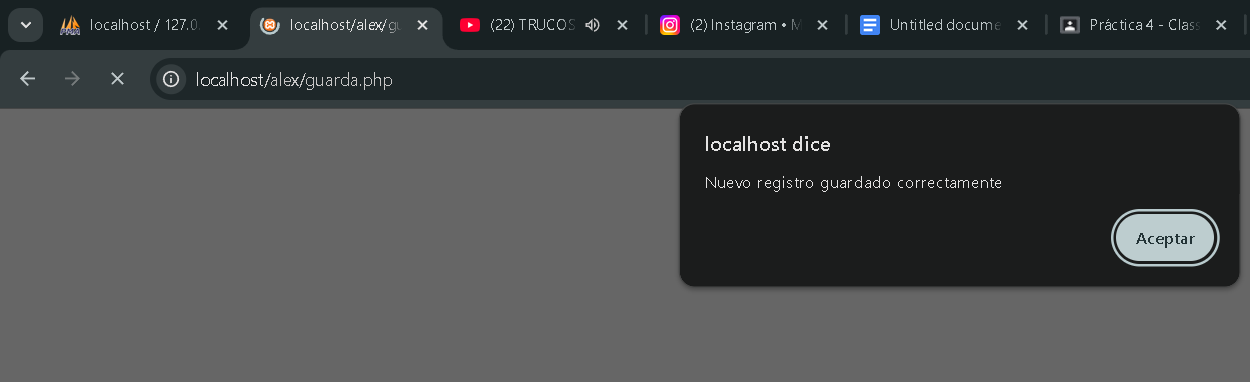 localhost / 127.0.
localhost/alex/gu
(22) TRUCOS
(2) Instagram • M
Untitled docume
Práctica 4 - Class
localhost/alex/guarda.php
localhost dice
Nuevo registro guardado correctamente
Aceptar